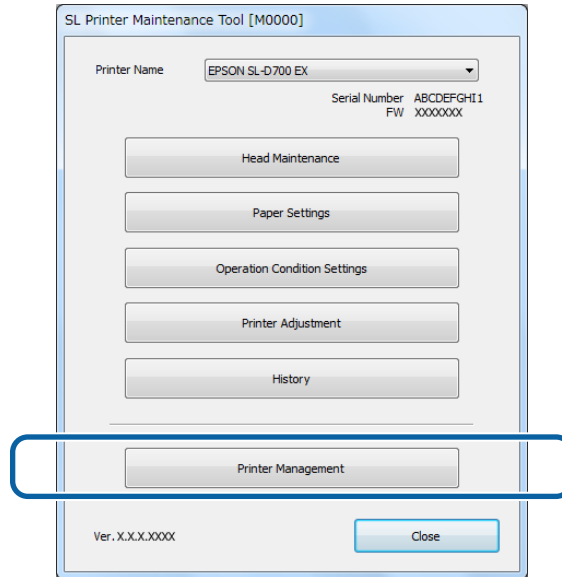 SL Printer Maintenance Tool [M0000]
Printer Name EPSON SL-D700 EX
Serial Number ABCDEFGHI1
FW XXXXXXX
Head Maintenance
Paper Settings
Operation Condition Settings
Printer Adjustment
History
Printer Management
Ver.X.X.X.XXXX Close